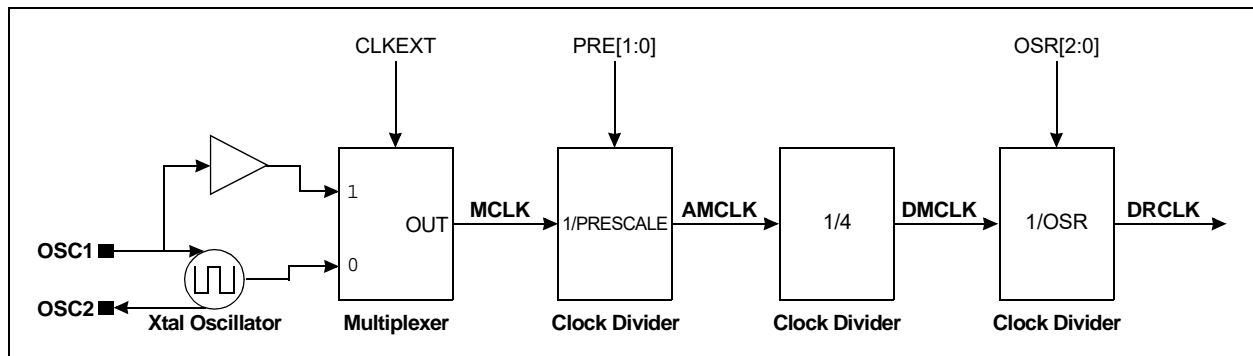 CLKEXT
PRE[1:0]
OSR[2:0]
1
0
OUT
MCLK
1/PRESCALE
AMCLK
1/4
DMCLK
1/OSR
DRCLK
OSC1
OSC2
Xtal Oscillator
Multiplexer
Clock Divider
Clock Divider
Clock Divider